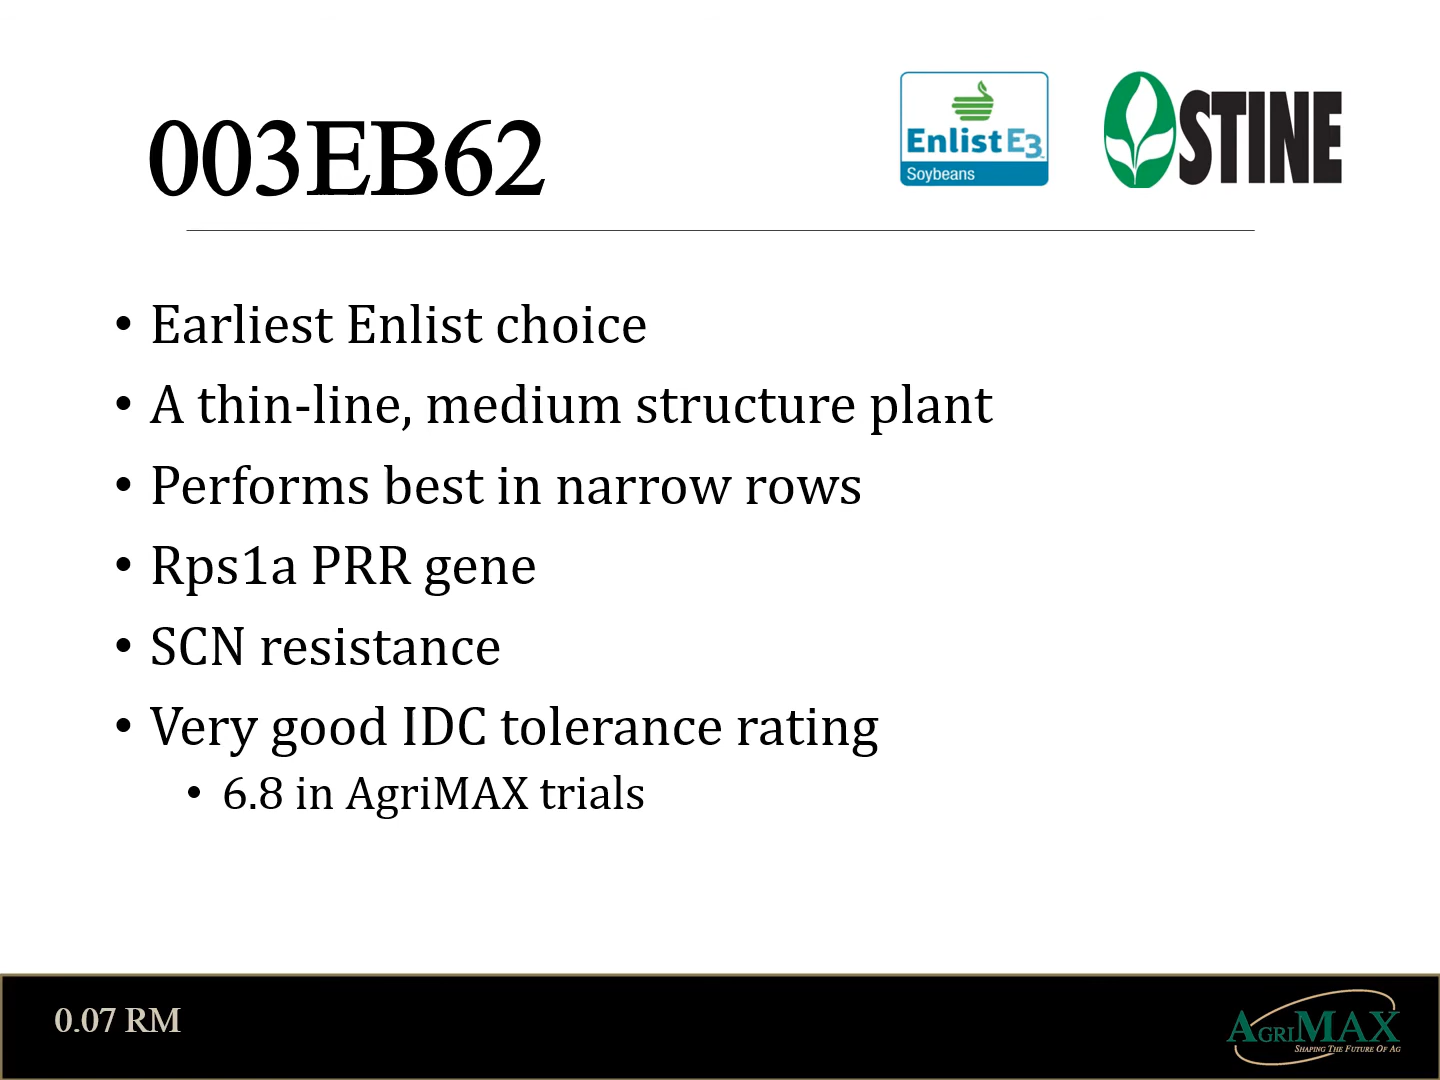 003EB62
Enlist E3™
Soybeans
STINE
• Earliest Enlist choice
• A thin-line, medium structure plant
• Performs best in narrow rows
• Rps1a PRR gene
• SCN resistance
• Very good IDC tolerance rating
• 6.8 in AgriMAX trials
0.07 RM
AGRIMAX
SHAPING THE FUTURE OF AG